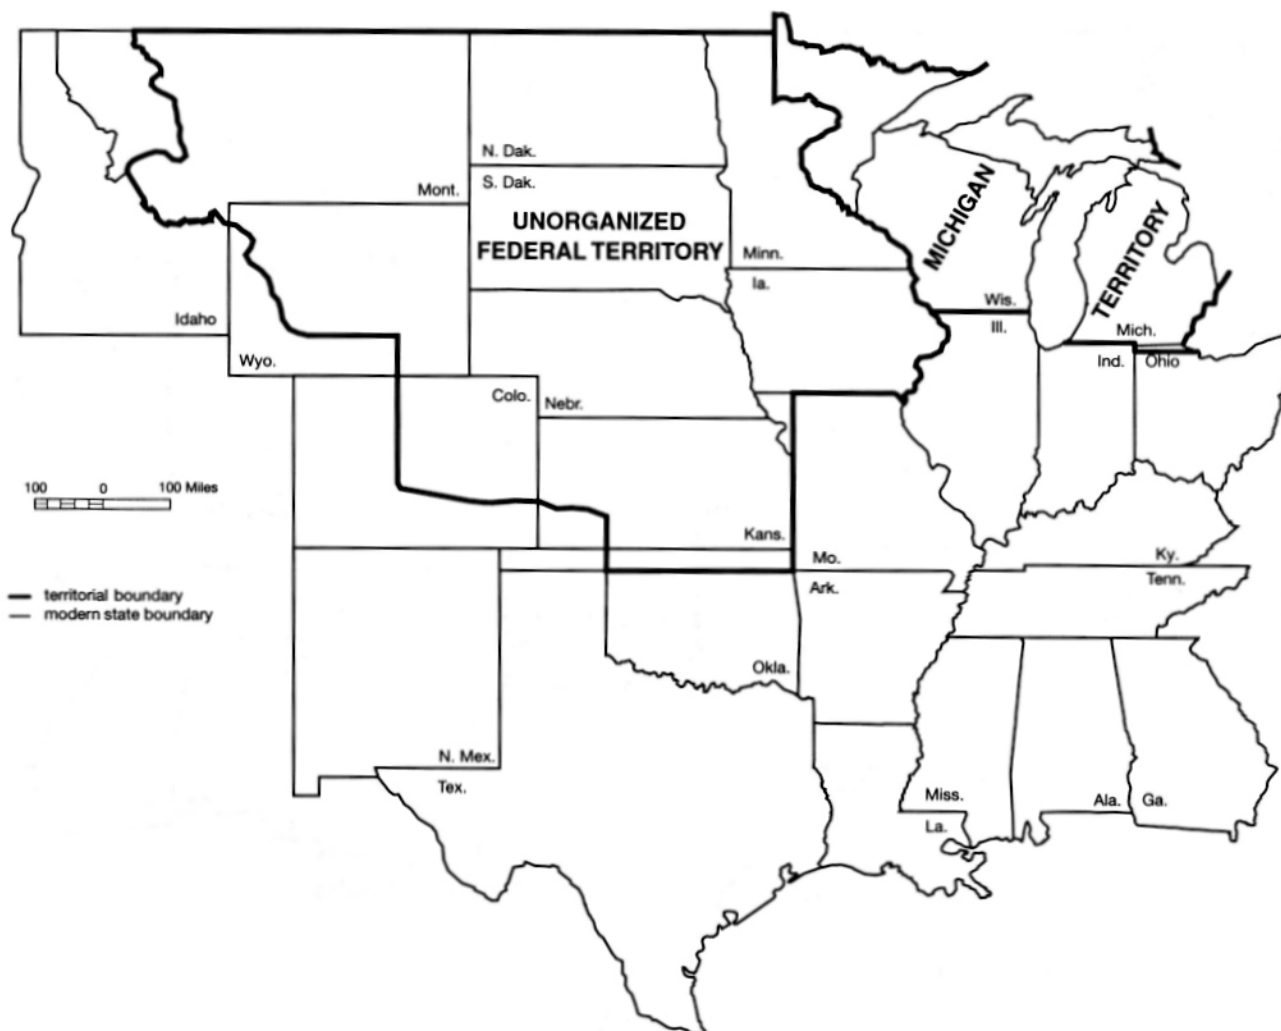 N. Dak.
S. Dak.
Mont.
UNORGANIZED
FEDERAL TERRITORY
MICHIGAN
TERRITORY
Minn.
Ia.
Wis.
Ill.
Mich.
Ind.
Ohio
Idaho
Wyo.
Colo.
Nebr.
100 0 100 Miles
Kans.
Mo.
Ky.
Tenn.
Ark.
territorial boundary
modern state boundary
Okla.
N. Mex.
Tex.
Miss.
La.
Ala.
Ga.